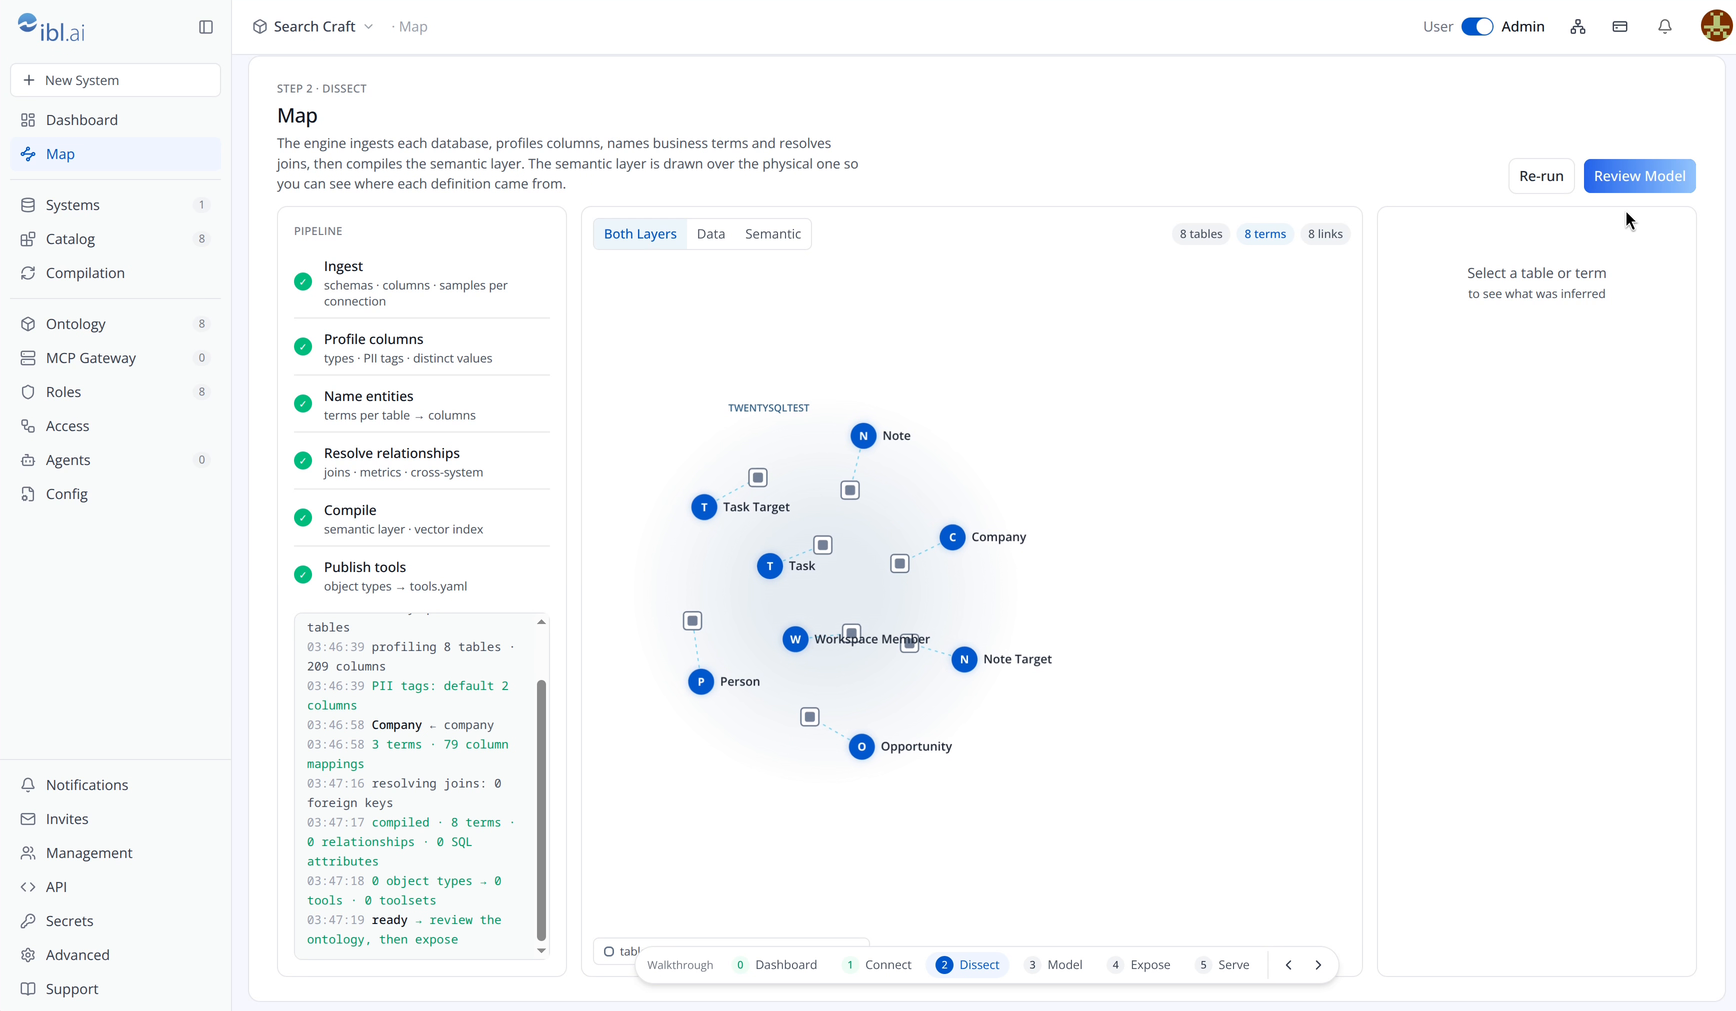 ibl.ai
New System
Dashboard
Map
Systems 1
Catalog 8
Compilation
Ontology 8
MCP Gateway 0
Roles 8
Access
Agents 0
Config
Notifications
Invites
Management
API
Secrets
Advanced
Support
Search Craft · Map
User Admin
STEP 2 · DISSECT
Map
The engine ingests each database, profiles columns, names business terms and resolves
joins, then compiles the semantic layer. The semantic layer is drawn over the physical one so
you can see where each definition came from.
Re-run Review Model
PIPELINE
Ingest
schemas · columns · samples per
connection
Profile columns
types · PII tags · distinct values
Name entities
terms per table → columns
Resolve relationships
joins · metrics · cross-system
Compile
semantic layer · vector index
Publish tools
object types → tools.yaml
tables
03:46:39 profiling 8 tables ·
209 columns
03:46:39 PII tags: default 2
columns
03:46:58 Company ← company
03:46:58 3 terms · 79 column
mappings
03:47:16 resolving joins: 0
foreign keys
03:47:17 compiled · 8 terms ·
0 relationships · 0 SQL
attributes
03:47:18 0 object types → 0
tools · 0 toolsets
03:47:19 ready → review the
ontology, then expose
Both Layers Data Semantic
8 tables 8 terms 8 links
TWENTYSQLTEST
N Note
T Task Target
C Company
T Task
W Workspace Member
N Note Target
P Person
O Opportunity
Select a table or term
to see what was inferred
Walkthrough 0 Dashboard 1 Connect 2 Dissect 3 Model 4 Expose 5 Serve